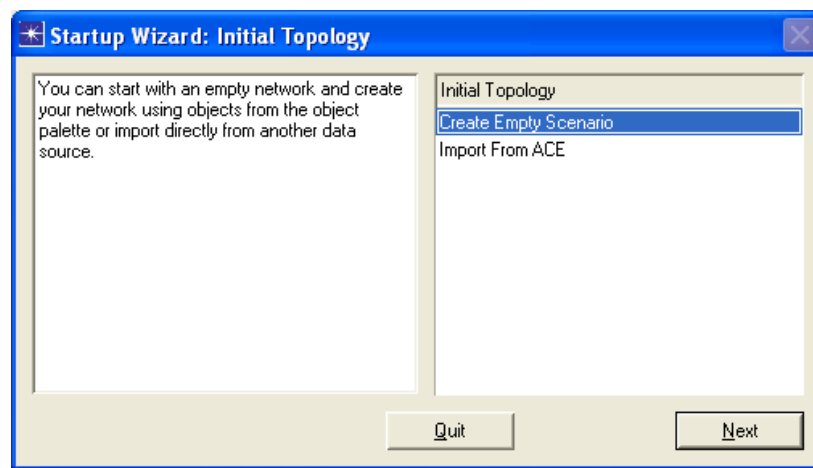 Startup Wizard: Initial Topology
You can start with an empty network and create
your network using objects from the object
palette or import directly from another data
source.
Initial Topology
Create Empty Scenario
Import From ACE
Quit
Next